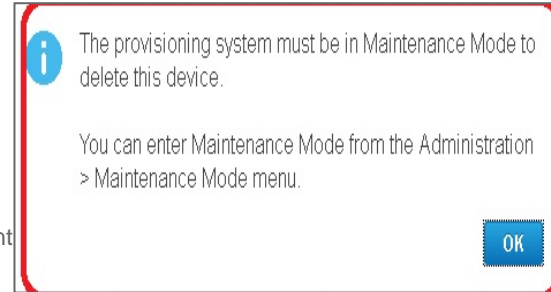 The provisioning system must be in Maintenance Mode to
delete this device.
You can enter Maintenance Mode from the Administration
> Maintenance Mode menu.
nt
OK